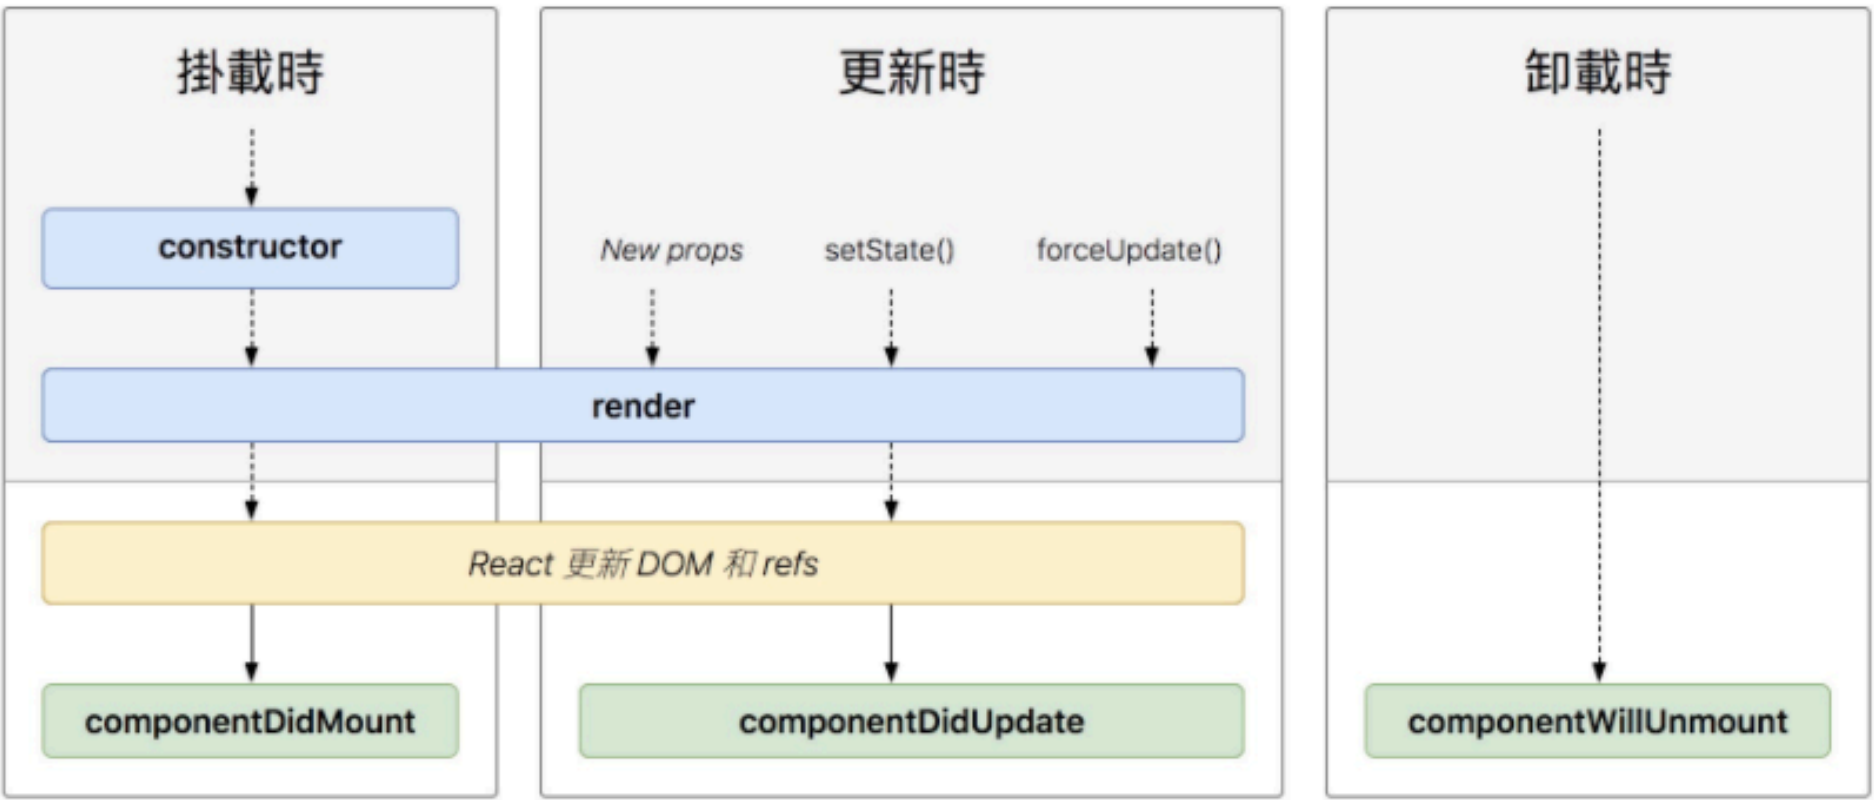 掛載時
更新時
卸載時
constructor
New props
setState()
forceUpdate()
render
React 更新 DOM 和 refs
componentDidMount
componentDidUpdate
componentWillUnmount